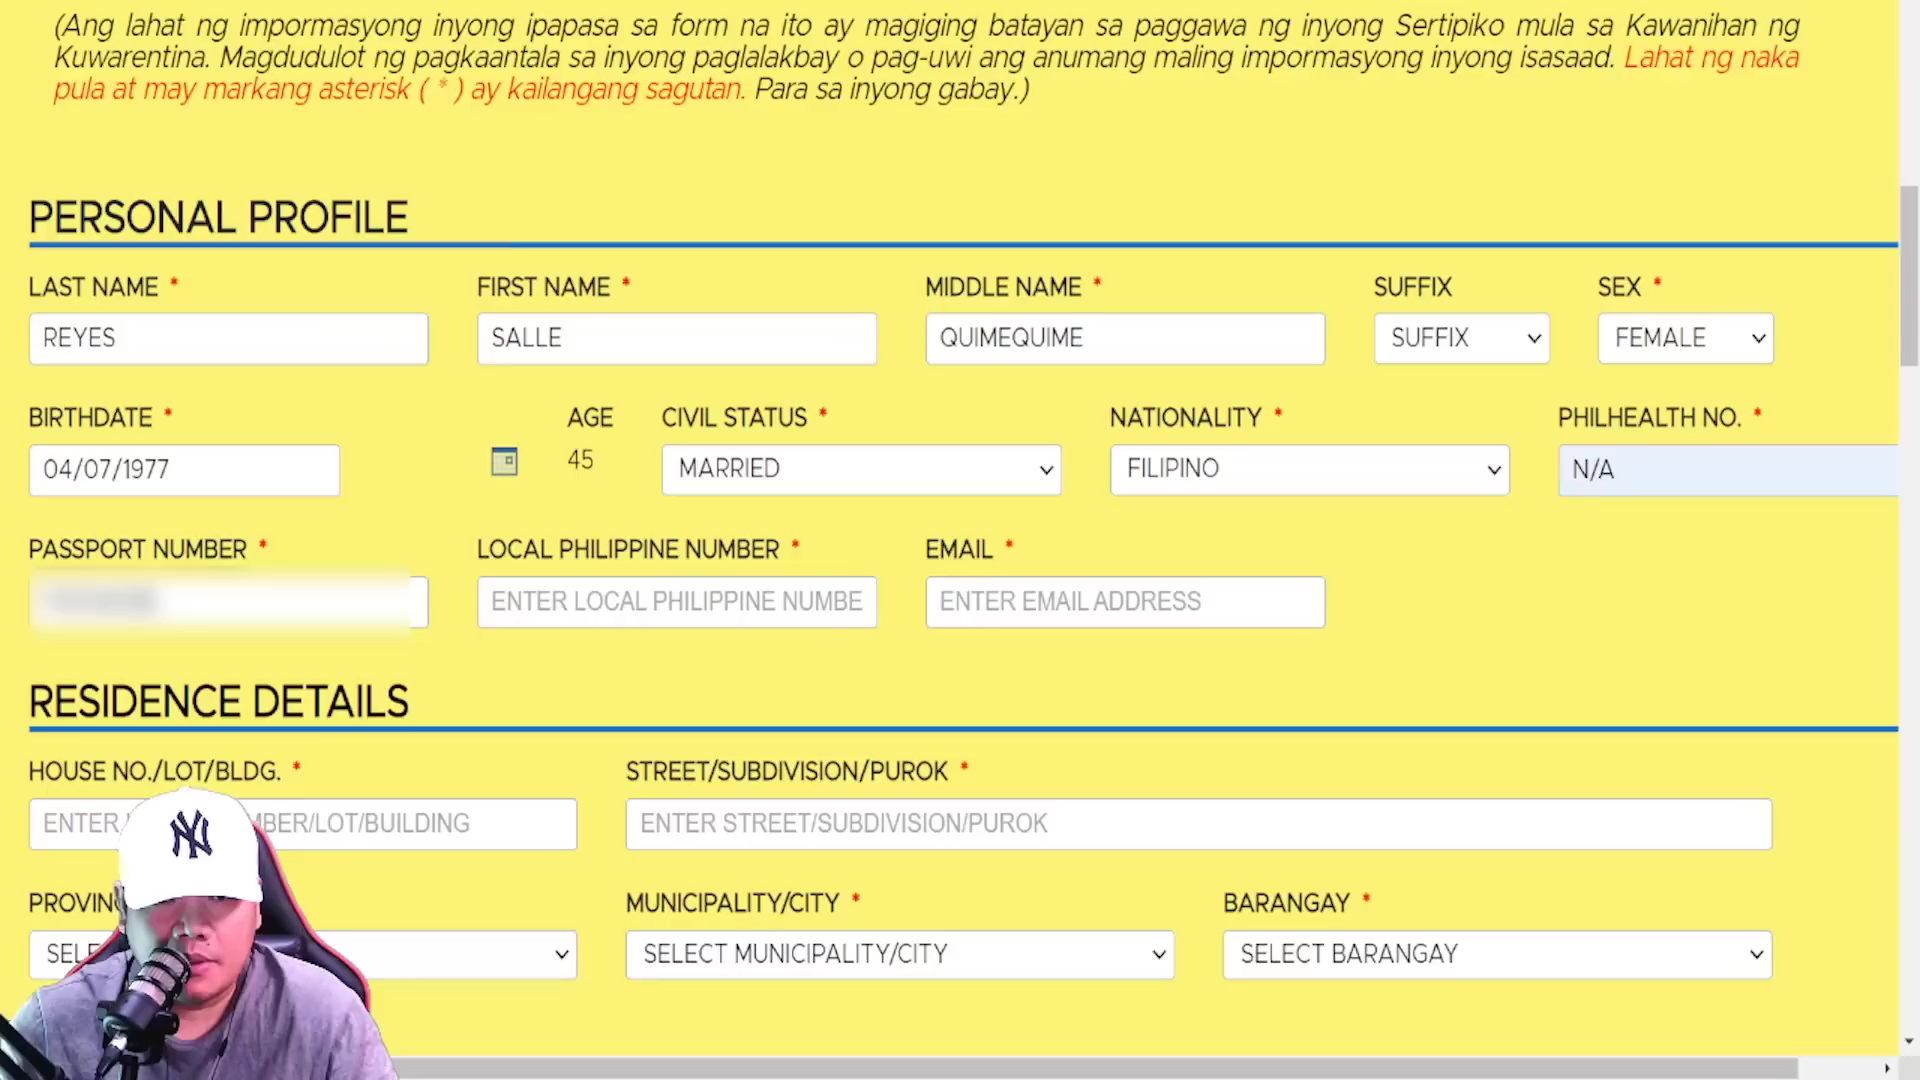 (Ang lahat ng impormasyong inyong ipapasa sa form na ito ay magiging batayan sa paggawa ng inyong Sertipiko mula sa Kawanihan ng
Kuwarentina. Magdudulot ng pagkaantala sa inyong paglalakbay o pag-uwi ang anumang maling impormasyong inyong isasaad. Lahat ng naka
pula at may markang asterisk ( * ) ay kailangang sagutan. Para sa inyong gabay.)
PERSONAL PROFILE
LAST NAME * FIRST NAME * MIDDLE NAME * SUFFIX SEX *
REYES SALLE QUIMEQUIME SUFFIX FEMALE
BIRTHDATE * AGE CIVIL STATUS * NATIONALITY * PHILHEALTH NO. *
04/07/1977 45 MARRIED FILIPINO N/A
PASSPORT NUMBER * LOCAL PHILIPPINE NUMBER * EMAIL *
ENTER LOCAL PHILIPPINE NUMBE ENTER EMAIL ADDRESS
RESIDENCE DETAILS
HOUSE NO./LOT/BLDG. * STREET/SUBDIVISION/PUROK *
ENTER MBER/LOT/BUILDING ENTER STREET/SUBDIVISION/PUROK
PROVIN MUNICIPALITY/CITY * BARANGAY *
SELE SELECT MUNICIPALITY/CITY SELECT BARANGAY
NY